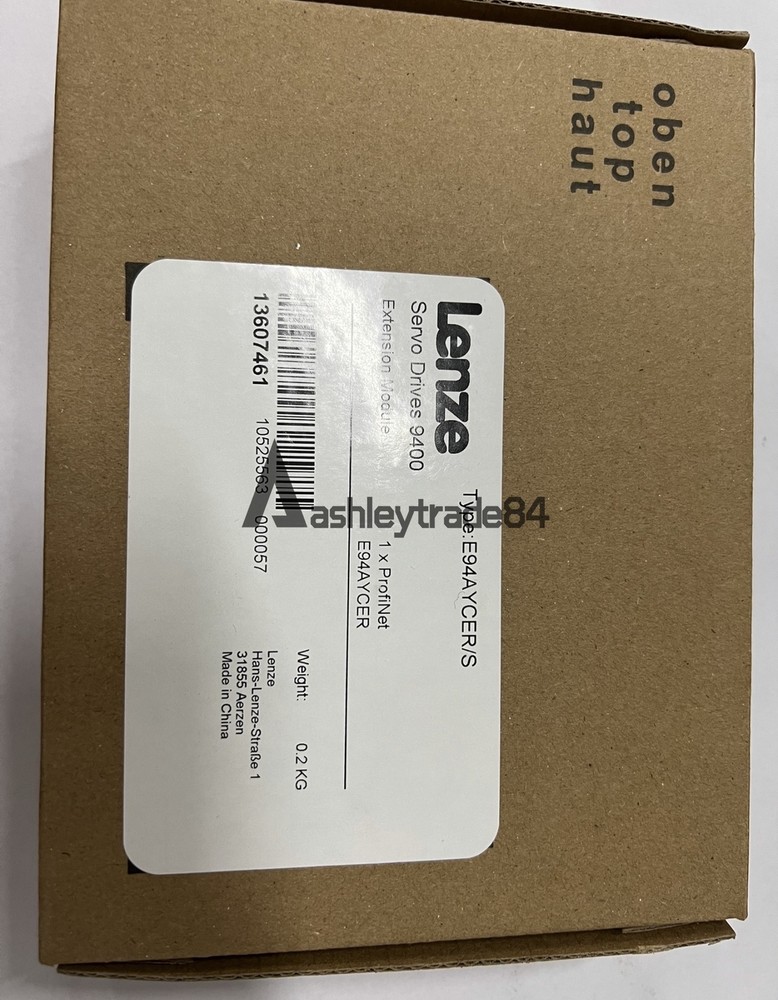 oben
top
haut
Lenze
Type: E94AYCER/S
Servo Drives 9400
Extension Module
1 x ProfiNet
E94AYCER
Weight: 0.2 KG
13607461 10525563 000057
Lenze
Hans-Lenze-Straße 1
31855 Aerzen
Made in China
Aashleytrade84